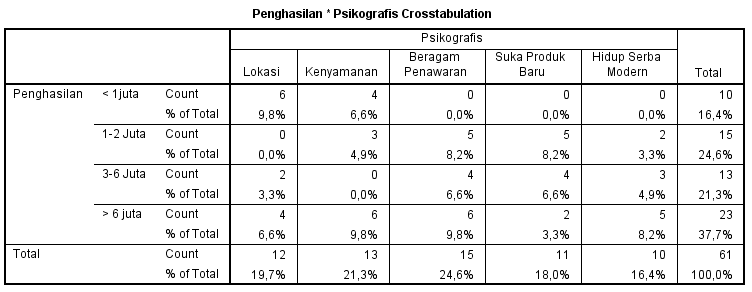 Penghasilan * Psikografis Crosstabulation
Psikografis
Lokasi Kenyamanan Beragam Penawaran Suka Produk Baru Hidup Serba Modern Total
Penghasilan < 1juta Count 6 4 0 0 0 10
% of Total 9,8% 6,6% 0,0% 0,0% 0,0% 16,4%
1-2 Juta Count 0 3 5 5 2 15
% of Total 0,0% 4,9% 8,2% 8,2% 3,3% 24,6%
3-6 Juta Count 2 0 4 4 3 13
% of Total 3,3% 0,0% 6,6% 6,6% 4,9% 21,3%
> 6 juta Count 4 6 6 2 5 23
% of Total 6,6% 9,8% 9,8% 3,3% 8,2% 37,7%
Total Count 12 13 15 11 10 61
% of Total 19,7% 21,3% 24,6% 18,0% 16,4% 100,0%